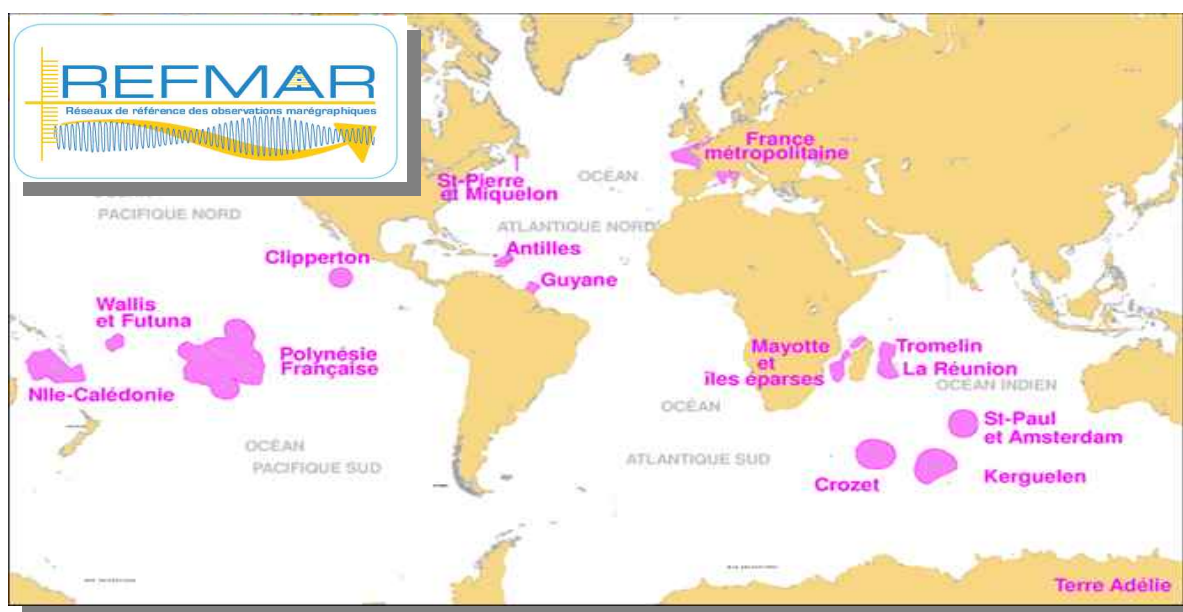 REFMAR
Réseaux de référence des observations marégraphiques
PACIFIQUE NORD
OCÉAN
ATLANTIQUE NORD
France
métropolitaine
St-Pierre
et Miquelon
Antilles
Clipperton
Guyane
Wallis
et Futuna
Polynésie
Française
Nlle-Calédonie
Mayotte
et
îles éparses
Tromelin
La Réunion
OCÉAN INDIEN
OCÉAN
ATLANTIQUE SUD
OCÉAN
PACIFIQUE SUD
St-Paul
et Amsterdam
Crozet
Kerguelen
Terre Adélie